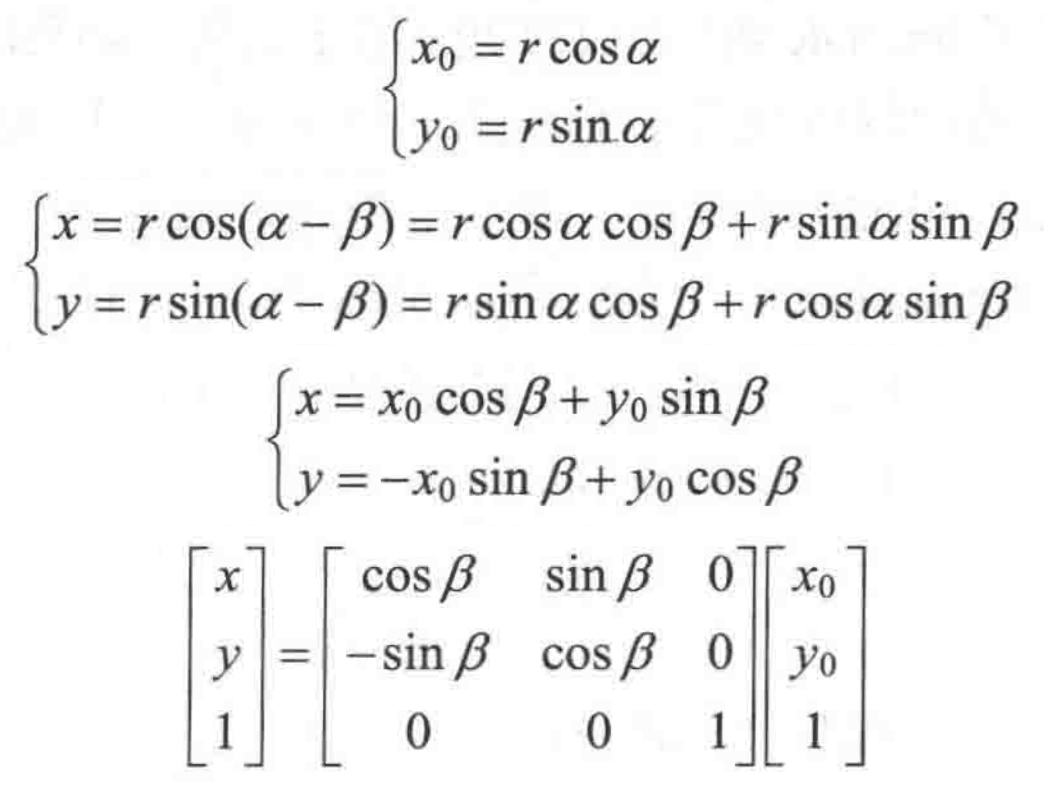 x₀ = r cos α
y₀ = r sin α
x = r cos(α − β) = r cos α cos β + r sin α sin β
y = r sin(α − β) = r sin α cos β + r cos α sin β
x = x₀ cos β + y₀ sin β
y = −x₀ sin β + y₀ cos β
[x] = [cos β sin β 0][x₀]
[y] = [−sin β cos β 0][y₀]
[1] = [0 0 1][1]